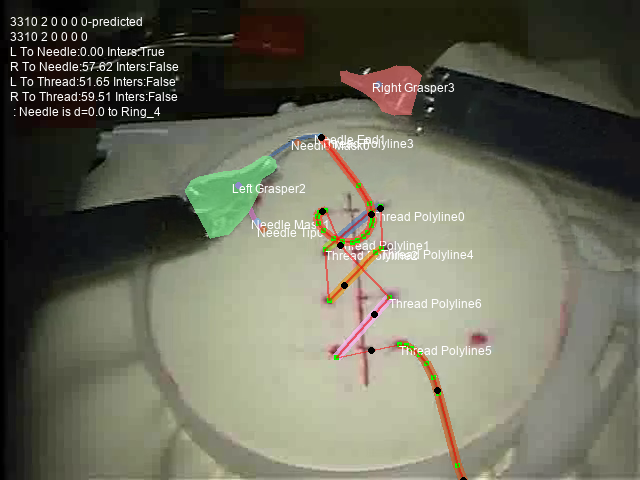 3310 2 0 0 0 0-predicted
3310 2 0 0 0 0
L To Needle:0.00 Inters:True
R To Needle:57.62 Inters:False
L To Thread:51.65 Inters:False
R To Thread:59.51 Inters:False
: Needle is d=0.0 to Ring_4
Right Grasper3
Needle End1
Needle Mask0
Left Grasper2
Thread Polyline0
Thread Polyline4
Thread Polyline6
Thread Polyline5